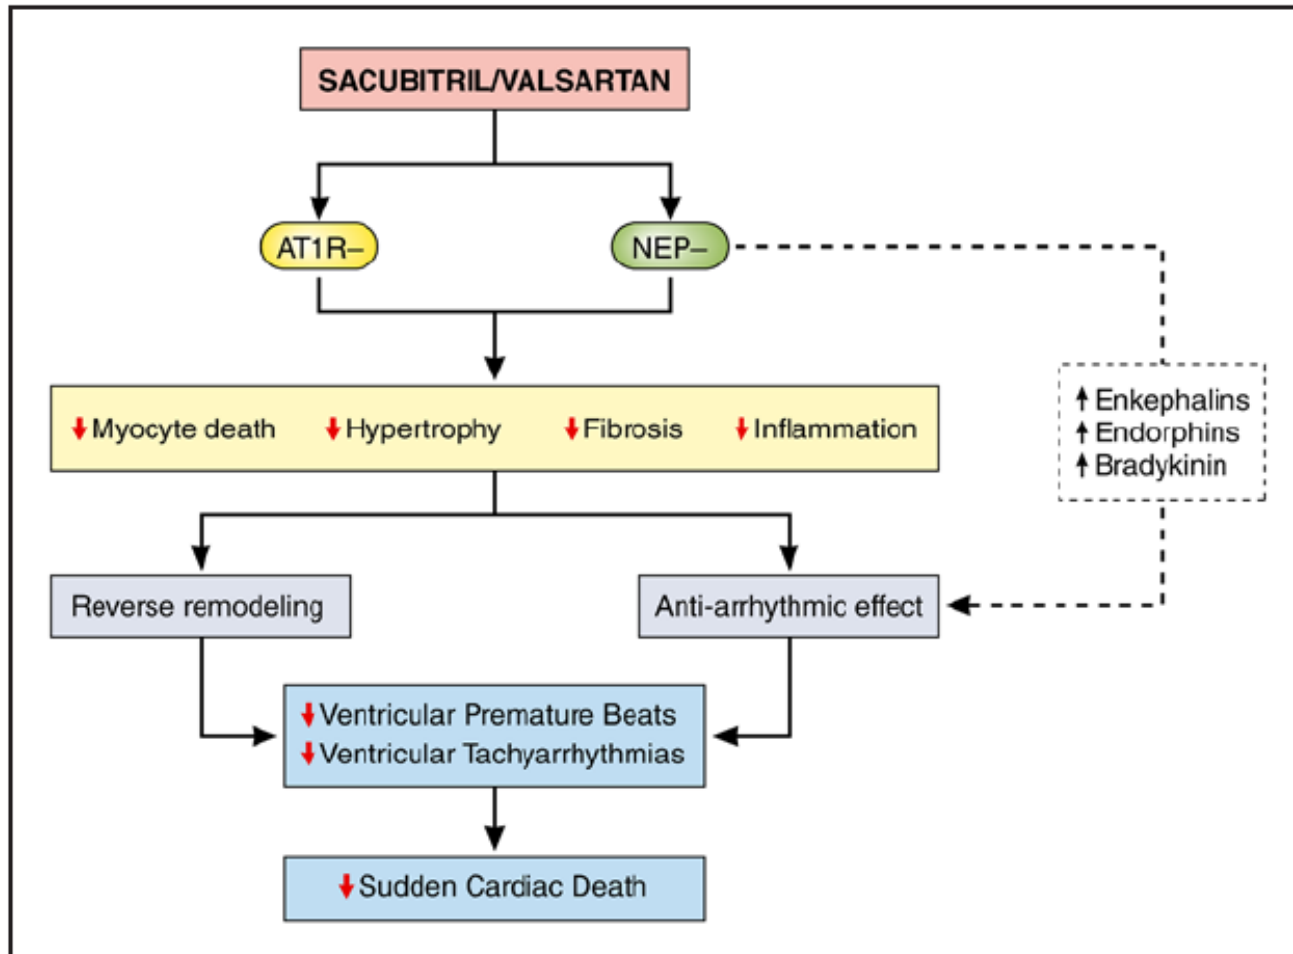 SACUBITRIL/VALSARTAN
AT1R–
NEP–
↑ Enkephalins
↑ Endorphins
↑ Bradykinin
↓ Myocyte death ↓ Hypertrophy ↓ Fibrosis ↓ Inflammation
Reverse remodeling
Anti-arrhythmic effect
↓ Ventricular Premature Beats
↓ Ventricular Tachyarrhythmias
↓ Sudden Cardiac Death